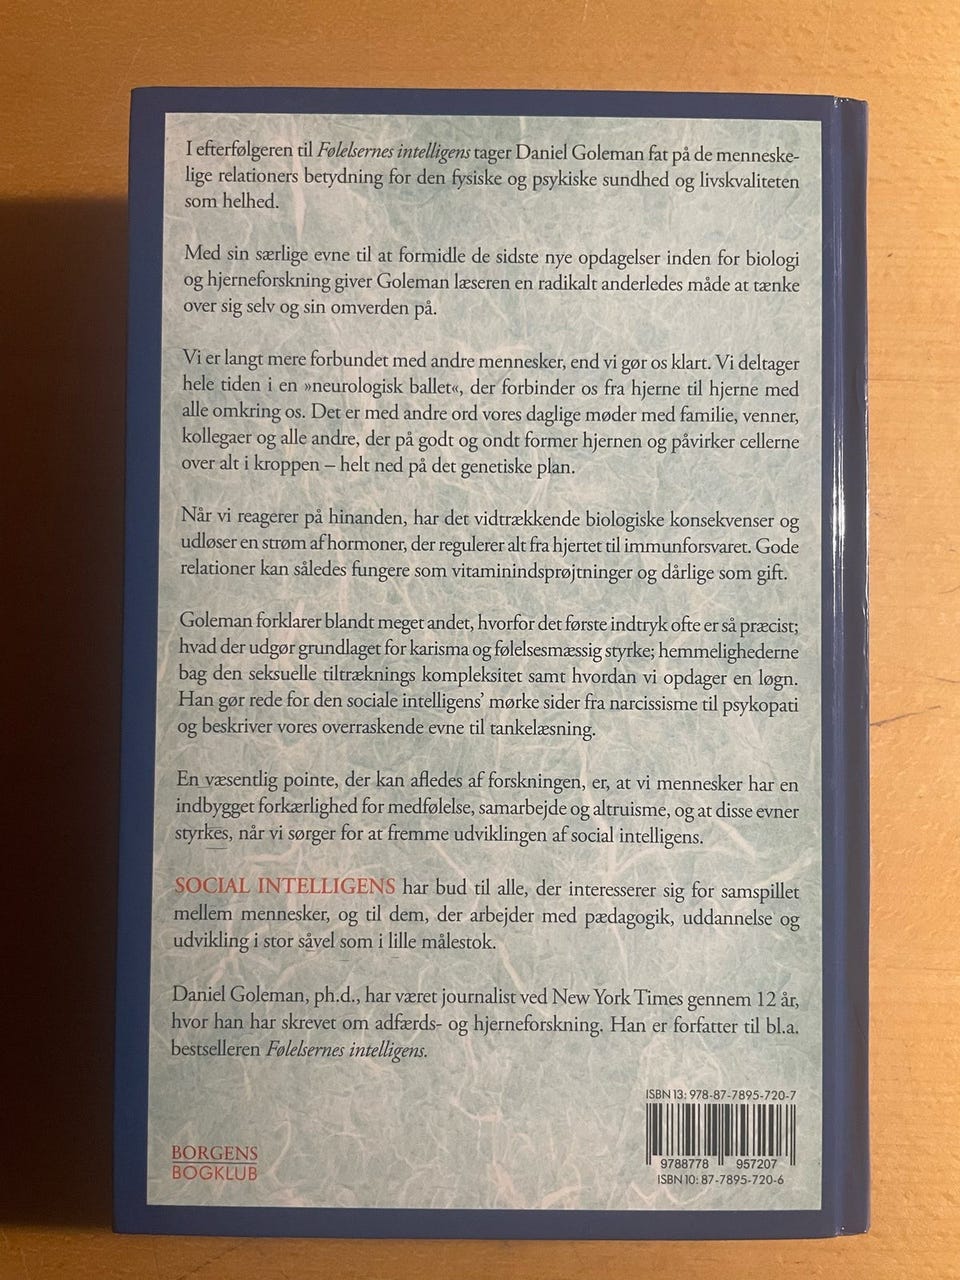 I efterfølgeren til Følelsernes intelligens tager Daniel Goleman fat på de menneske-
lige relationers betydning for den fysiske og psykiske sundhed og livskvaliteten
som helhed.
Med sin særlige evne til at formidle de sidste nye opdagelser inden for biologi
og hjerneforskning giver Goleman læseren en radikalt anderledes måde at tænke
over sig selv og sin omverden på.
Vi er langt mere forbundet med andre mennesker, end vi gør os klart. Vi deltager
hele tiden i en »neurologisk ballet«, der forbinder os fra hjerne til hjerne med
alle omkring os. Det er med andre ord vores daglige møder med familie, venner,
kollegaer og alle andre, der på godt og ondt former hjernen og påvirker cellerne
over alt i kroppen – helt ned på det genetiske plan.
Når vi reagerer på hinanden, har det vidtrækkende biologiske konsekvenser og
udløser en strøm af hormoner, der regulerer alt fra hjertet til immunforsvaret. Gode
relationer kan således fungere som vitaminindsprøjtninger og dårlige som gift.
Goleman forklarer blandt meget andet, hvorfor det første indtryk ofte er så præcist;
hvad der udgør grundlaget for karisma og følelsesmæssig styrke; hemmelighederne
bag den seksuelle tiltræknings kompleksitet samt hvordan vi opdager en løgn.
Han gør rede for den sociale intelligens' mørke sider fra narcissisme til psykopati
og beskriver vores overraskende evne til tankelæsning.
En væsentlig pointe, der kan afledes af forskningen, er, at vi mennesker har en
indbygget forkærlighed for medfølelse, samarbejde og altruisme, og at disse evner
styrkes, når vi sørger for at fremme udviklingen af social intelligens.
SOCIAL INTELLIGENS har bud til alle, der interesserer sig for samspillet
mellem mennesker, og til dem, der arbejder med pædagogik, uddannelse og
udvikling i stor såvel som i lille målestok.
Daniel Goleman, ph.d., har været journalist ved New York Times gennem 12 år,
hvor han har skrevet om adfærds- og hjerneforskning. Han er forfatter til bl.a.
bestselleren Følelsernes intelligens.
ISBN 13: 978-87-7895-720-7
9788778 957207
ISBN 10: 87-7895-720-6
BORGENS
BOGKLUB